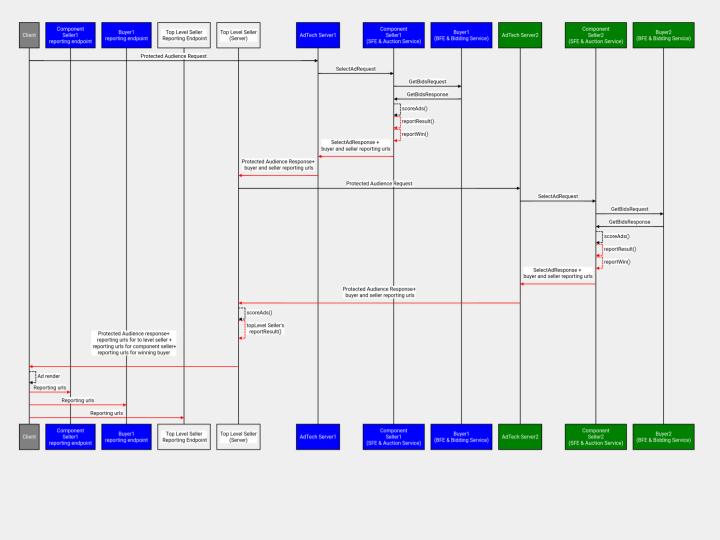 Client
Component
Seller1
reporting endpoint
Buyer1
reporting endpoint
Top Level Seller
Reporting Endpoint
Top Level Seller
(Server)
AdTech Server1
Component
Seller1
(SFE & Auction Service)
Buyer1
(BFE & Bidding Service)
AdTech Server2
Component
Seller2
(SFE & Auction Service)
Buyer2
(BFE & Bidding Service)
Protected Audience Request
SelectAdRequest
GetBidsRequest
GetBidsResponse
scoreAds()
reportResult()
reportWin()
SelectAdResponse +
buyer and seller reporting urls
Protected Audience Response+
buyer and seller reporting urls
Protected Audience Request
SelectAdRequest
GetBidsRequest
GetBidsResponse
scoreAds()
reportResult()
reportWin()
SelectAdResponse +
buyer and seller reporting urls
Protected Audience Response+
buyer and seller reporting urls
scoreAds()
topLevel Seller's
reportResult()
Protected Audience response+
reporting urls for to level seller +
reporting urls for component seller+
reporting urls for winning buyer
Ad render
Reporting urls
Reporting urls
Reporting urls
Client
Component
Seller1
reporting endpoint
Buyer1
reporting endpoint
Top Level Seller
Reporting Endpoint
Top Level Seller
(Server)
AdTech Server1
Component
Seller1
(SFE & Auction Service)
Buyer1
(BFE & Bidding Service)
AdTech Server2
Component
Seller2
(SFE & Auction Service)
Buyer2
(BFE & Bidding Service)